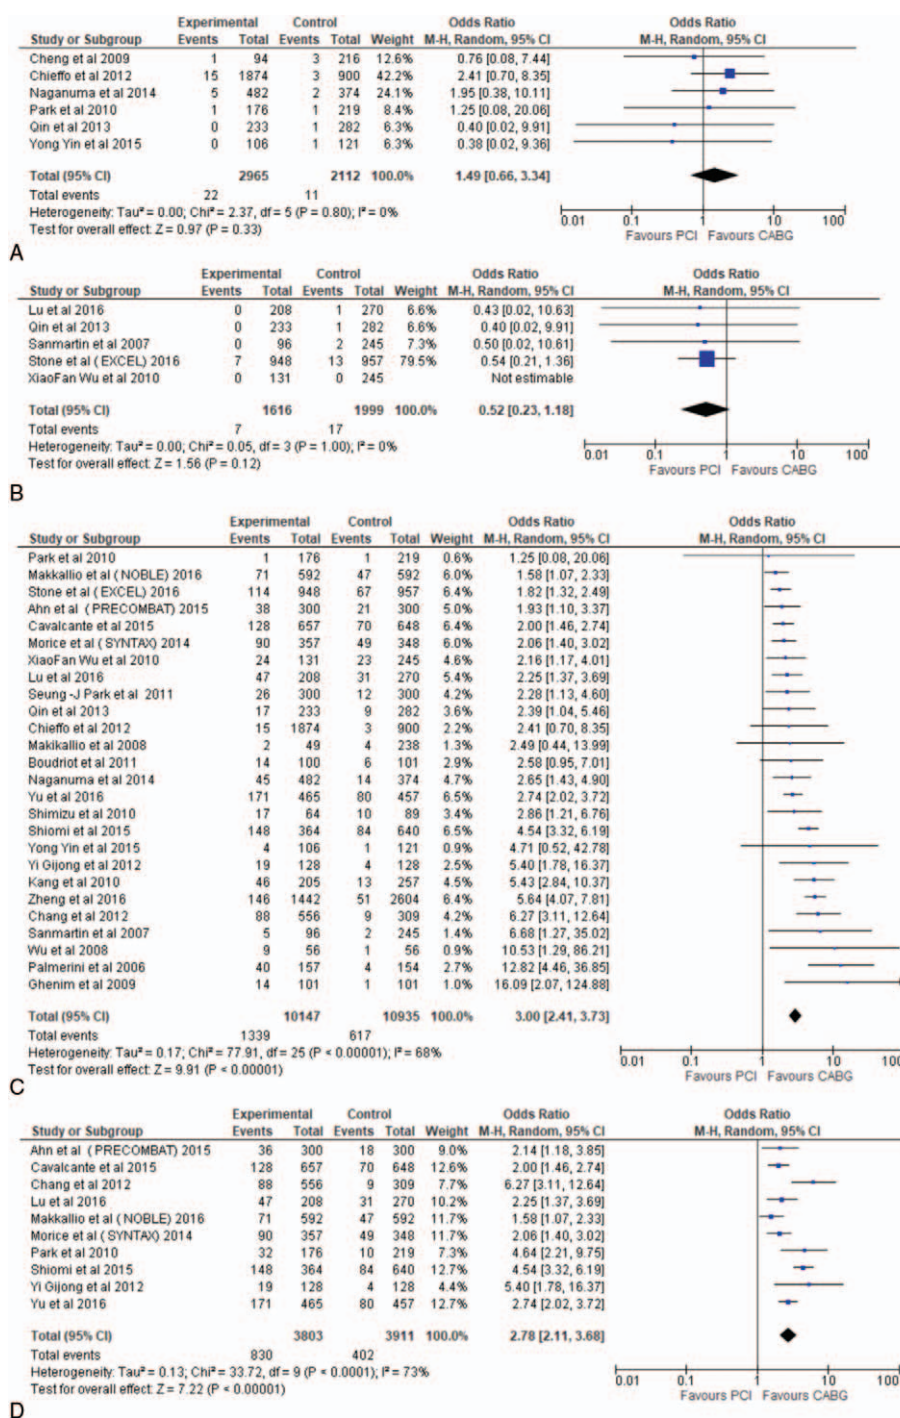 Experimental Control Odds Ratio Odds Ratio
Study or Subgroup Events Total Events Total Weight M-H, Random, 95% CI M-H, Random, 95% CI
Cheng et al 2009 1 94 3 216 12.6% 0.76 [0.08, 7.44]
Chieffo et al 2012 15 1874 3 900 42.2% 2.41 [0.70, 8.35]
Naganuma et al 2014 5 482 2 374 24.1% 1.95 [0.38, 10.11]
Park et al 2010 1 176 1 219 8.4% 1.25 [0.08, 20.06]
Qin et al 2013 0 233 1 282 6.3% 0.40 [0.02, 9.91]
Yong Yin et al 2015 0 106 1 121 6.3% 0.38 [0.02, 9.36]
Total (95% CI) 2965 2112 100.0% 1.49 [0.66, 3.34]
Total events 22 11
Heterogeneity: Tau² = 0.00; Chi² = 2.37, df = 5 (P = 0.80); I² = 0%
Test for overall effect: Z = 0.97 (P = 0.33)
0.01 0.1 1 10 100
Favours PCI Favours CABG
A
Experimental Control Odds Ratio Odds Ratio
Study or Subgroup Events Total Events Total Weight M-H, Random, 95% CI M-H, Random, 95% CI
Lu et al 2016 0 208 1 270 6.6% 0.43 [0.02, 10.63]
Qin et al 2013 0 233 1 282 6.6% 0.40 [0.02, 9.91]
Sanmartin et al 2007 0 96 2 245 7.3% 0.50 [0.02, 10.61]
Stone et al ( EXCEL) 2016 7 948 13 957 79.5% 0.54 [0.21, 1.36]
XiaoFan Wu et al 2010 0 131 0 245 Not estimable
Total (95% CI) 1616 1999 100.0% 0.52 [0.23, 1.18]
Total events 7 17
Heterogeneity: Tau² = 0.00; Chi² = 0.05, df = 3 (P = 1.00); I² = 0%
Test for overall effect: Z = 1.56 (P = 0.12)
0.01 0.1 1 10 100
Favours PCI Favours CABG
B
Experimental Control Odds Ratio Odds Ratio
Study or Subgroup Events Total Events Total Weight M-H, Random, 95% CI M-H, Random, 95% CI
Park et al 2010 1 176 1 219 0.6% 1.25 [0.08, 20.06]
Makkallio et al ( NOBLE) 2016 71 592 47 592 6.0% 1.58 [1.07, 2.33]
Stone et al ( EXCEL) 2016 114 948 67 957 6.4% 1.82 [1.32, 2.49]
Ahn et al ( PRECOMBAT) 2015 38 300 21 300 5.0% 1.93 [1.10, 3.37]
Cavalcante et al 2015 128 657 70 648 6.5% 2.00 [1.46, 2.74]
Morice et al ( SYNTAX) 2014 90 357 49 348 6.1% 2.06 [1.40, 3.02]
XiaoFan Wu et al 2010 24 131 23 245 4.6% 2.16 [1.17, 4.01]
Lu et al 2016 47 208 31 270 5.4% 2.25 [1.37, 3.69]
Seung -J Park et al 2011 26 300 12 300 4.2% 2.28 [1.13, 4.60]
Qin et al 2013 17 233 9 282 3.6% 2.39 [1.04, 5.46]
Chieffo et al 2012 15 1874 3 900 2.2% 2.41 [0.70, 8.35]
Makikallio et al 2008 2 49 4 238 1.3% 2.49 [0.44, 13.99]
Boudriot et al 2011 14 100 6 101 2.9% 2.58 [0.95, 7.01]
Naganuma et al 2014 45 482 14 374 4.7% 2.65 [1.43, 4.90]
Yu et al 2016 171 465 80 457 6.5% 2.74 [2.02, 3.72]
Shimizu et al 2010 17 64 10 89 3.4% 2.86 [1.21, 6.76]
Shiomi et al 2015 148 364 84 640 6.5% 4.54 [3.32, 6.19]
Yong Yin et al 2015 4 106 1 121 0.9% 4.71 [0.52, 42.78]
Yi Gijong et al 2012 19 128 4 128 2.5% 5.40 [1.78, 16.37]
Kang et al 2010 46 205 13 257 4.5% 5.43 [2.84, 10.37]
Zheng et al 2016 146 1442 51 2604 6.4% 5.64 [4.07, 7.81]
Chang et al 2012 88 556 9 309 4.2% 6.27 [3.11, 12.64]
Sanmartin et al 2007 5 96 2 245 1.4% 6.68 [1.27, 35.02]
Wu et al 2008 9 56 1 56 0.9% 10.53 [1.29, 86.21]
Palmerini et al 2006 40 157 4 154 2.7% 12.82 [4.46, 36.85]
Ghenim et al 2009 14 101 1 101 1.0% 16.09 [2.07, 124.88]
Total (95% CI) 10147 10935 100.0% 3.00 [2.41, 3.73]
Total events 1339 617
Heterogeneity: Tau² = 0.17; Chi² = 77.91, df = 25 (P < 0.00001); I² = 68%
Test for overall effect: Z = 9.91 (P < 0.00001)
0.01 0.1 1 10 100
Favours PCI Favours CABG
C
Experimental Control Odds Ratio Odds Ratio
Study or Subgroup Events Total Events Total Weight M-H, Random, 95% CI M-H, Random, 95% CI
Ahn et al ( PRECOMBAT) 2015 36 300 18 300 9.0% 2.14 [1.18, 3.85]
Cavalcante et al 2015 128 657 70 648 12.6% 2.00 [1.46, 2.74]
Chang et al 2012 88 556 9 309 7.7% 6.27 [3.11, 12.64]
Lu et al 2016 47 208 31 270 10.2% 2.25 [1.37, 3.69]
Makkallio et al ( NOBLE) 2016 71 592 47 592 11.7% 1.58 [1.07, 2.33]
Morice et al ( SYNTAX) 2014 90 357 49 348 11.7% 2.06 [1.40, 3.02]
Park et al 2010 32 176 10 219 7.3% 4.64 [2.21, 9.75]
Shiomi et al 2015 148 364 84 640 12.7% 4.54 [3.32, 6.19]
Yi Gijong et al 2012 19 128 4 128 4.4% 5.40 [1.78, 16.37]
Yu et al 2016 171 465 80 457 12.7% 2.74 [2.02, 3.72]
Total (95% CI) 3803 3911 100.0% 2.78 [2.11, 3.68]
Total events 830 402
Heterogeneity: Tau² = 0.13; Chi² = 33.72, df = 9 (P < 0.0001); I² = 73%
Test for overall effect: Z = 7.22 (P < 0.00001)
0.01 0.1 1 10 100
Favours PCI Favours CABG
D